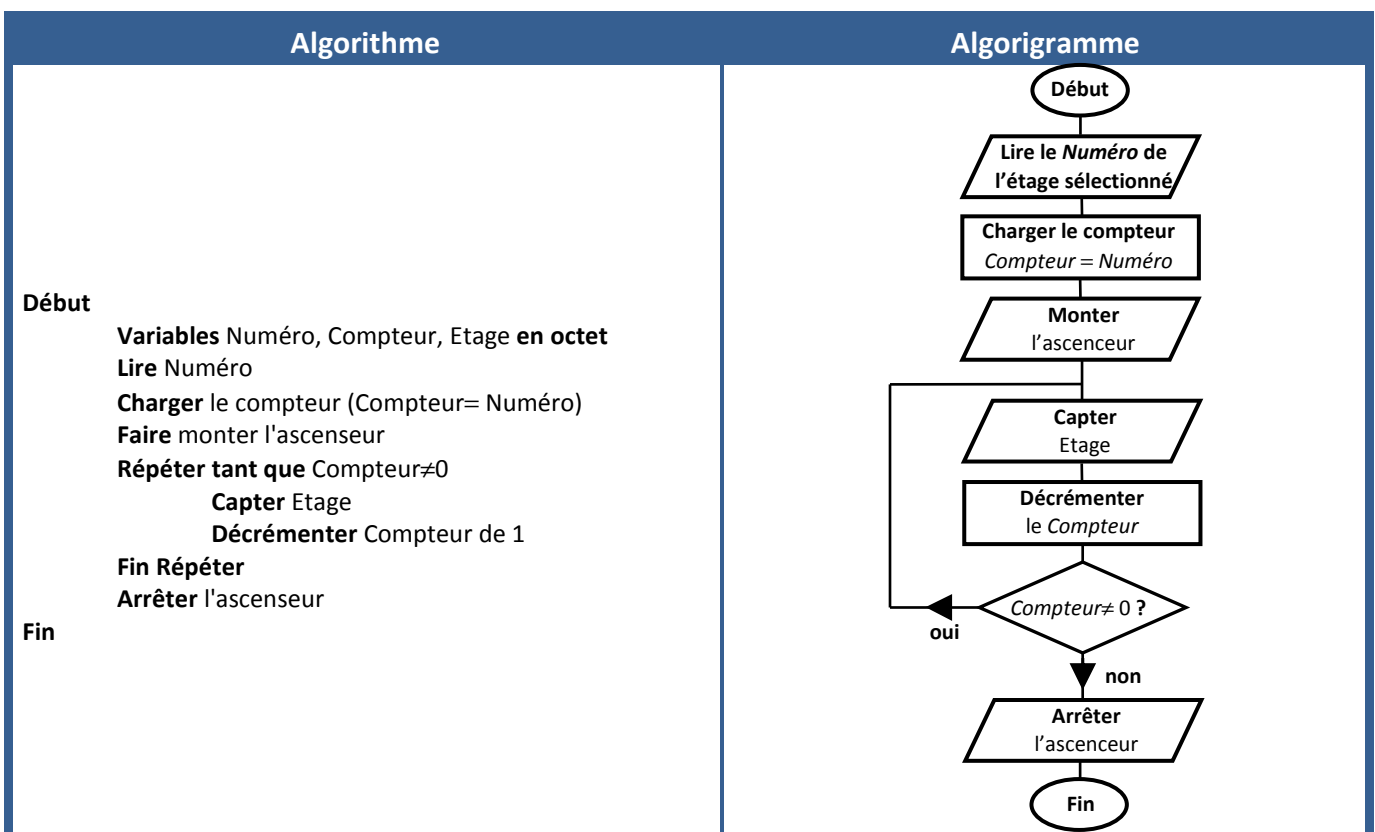 Algorithme
Algorigramme
Début
Variables Numéro, Compteur, Etage en octet
Lire Numéro
Charger le compteur (Compteur= Numéro)
Faire monter l'ascenseur
Répéter tant que Compteur≠0
Capter Etage
Décrémenter Compteur de 1
Fin Répéter
Arrêter l'ascenseur
Fin
Début
Lire le Numéro de
l’étage sélectionné
Charger le compteur
Compteur = Numéro
Monter
l’ascenceur
Capter
Etage
Décrémenter
le Compteur
Compteur≠ 0 ?
oui
non
Arrêter
l’ascenceur
Fin